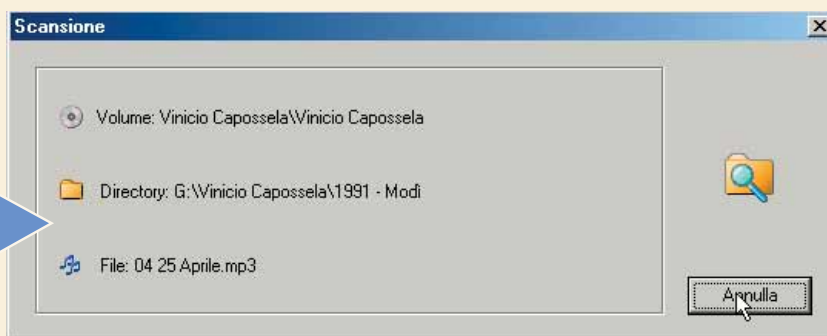 Scansione
Volume: Vinicio Capossela\Vinicio Capossela
Directory: G:\Vinicio Capossela\1991 - Modì
File: 04 25 Aprile.mp3
Annulla